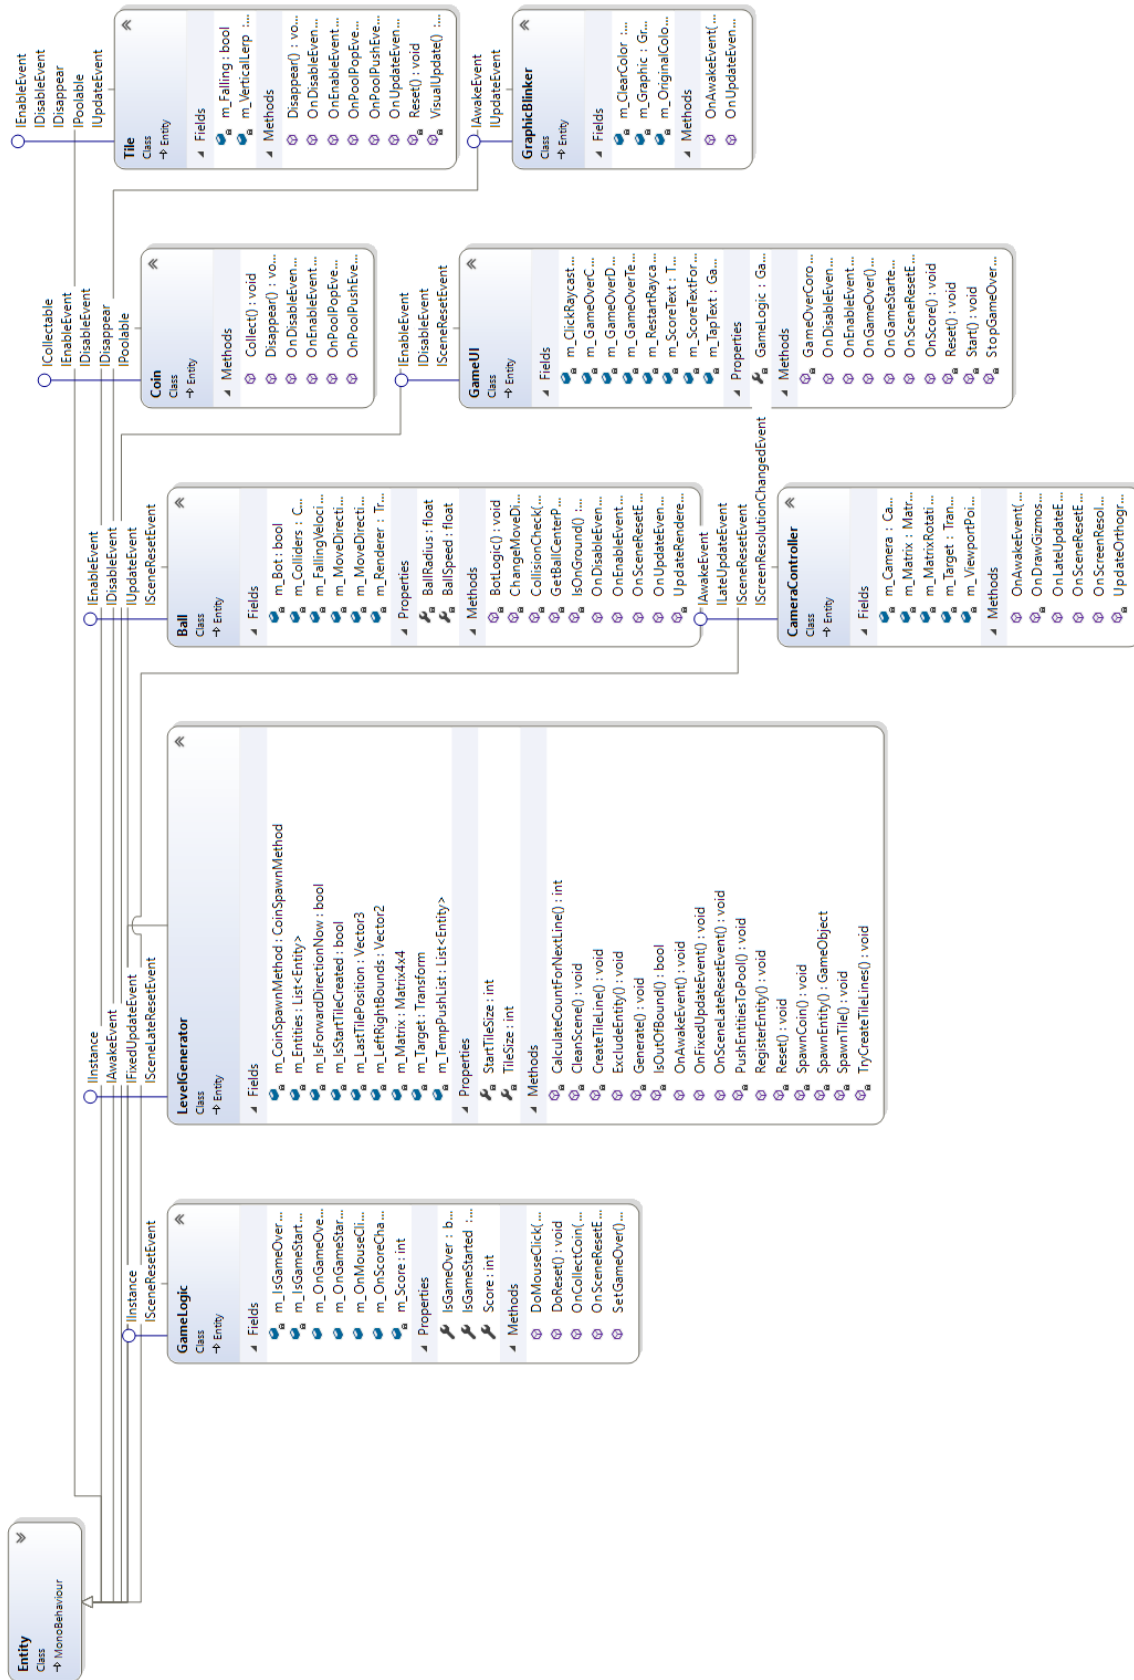 Entity
Class
MonoBehaviour
IInstance
ISceneResetEvent
GameLogic
Class
Entity
Fields
m_IsGameOver...
m_IsGameStart...
m_OnGameOve...
m_OnGameStar...
m_OnMouseCli...
m_OnScoreCha...
m_Score : int
Properties
IsGameOver : b...
IsGameStarted :...
Score : int
Methods
DoMouseClick(...
DoReset() : void
OnCollectCoin(...
OnSceneResetE...
SetGameOver()...
IInstance
IAwakeEvent
IFixedUpdateEvent
ISceneLateResetEvent
LevelGenerator
Class
Entity
Fields
m_CoinSpawnMethod : CoinSpawnMethod
m_Entities : List<Entity>
m_IsForwardDirectionNow : bool
m_IsStartTileCreated : bool
m_LastTilePosition : Vector3
m_LeftRightBounds : Vector2
m_Matrix : Matrix4x4
m_Target : Transform
m_TempPushList : List<Entity>
Properties
StartTileSize : int
TileSize : int
Methods
CalculateCountForNextLine() : int
CleanScene() : void
CreateTileLine() : void
ExcludeEntity() : void
Generate() : void
IsOutOfBound() : bool
OnAwakeEvent() : void
OnFixedUpdateEvent() : void
OnSceneLateResetEvent() : void
PushEntitiesToPool() : void
RegisterEntity() : void
Reset() : void
SpawnCoin() : void
SpawnEntity() : GameObject
SpawnTile() : void
TryCreateTileLines() : void
IEnableEvent
IDisableEvent
IUpdateEvent
ISceneResetEvent
Ball
Class
Entity
Fields
m_Bot : bool
m_Colliders : C...
m_FallingVeloci...
m_MoveDirecti...
m_MoveDirecti...
m_Renderer : Tr...
Properties
BallRadius : float
BallSpeed : float
Methods
BotLogic() : void
ChangeMoveDi...
CollisionCheck(...
GetBallCenterP...
IsOnGround() :...
OnDisableEven...
OnEnableEvent...
OnSceneResetE...
OnUpdateEven...
UpdateRendere...
IAwakeEvent
ILateUpdateEvent
ISceneResetEvent
IScreenResolutionChangedEvent
CameraController
Class
Entity
Fields
m_Camera : Ca...
m_Matrix : Matr...
m_MatrixRotati...
m_Target : Tran...
m_ViewportPoi...
Methods
OnAwakeEvent(...
OnDrawGizmos...
OnLateUpdateE...
OnSceneResetE...
OnScreenResol...
UpdateOrthogr...
ICollectable
IEnableEvent
IDisableEvent
IDisappear
IPoolable
Coin
Class
Entity
Methods
Collect() : void
Disappear() : vo...
OnDisableEven...
OnEnableEvent...
OnPoolPopEve...
OnPoolPushEve...
IEnableEvent
IDisableEvent
ISceneResetEvent
GameUI
Class
Entity
Fields
m_ClickRaycast...
m_GameOverC...
m_GameOverD...
m_GameOverTe...
m_RestartRayca...
m_ScoreText : T...
m_ScoreTextFor...
m_TapText : Ga...
Properties
GameLogic : Ga...
Methods
GameOverCoro...
OnDisableEven...
OnEnableEvent...
OnGameOver()...
OnGameStarte...
OnSceneResetE...
OnScore() : void
Reset() : void
Start() : void
StopGameOver...
IEnableEvent
IDisableEvent
IDisappear
IPoolable
IUpdateEvent
Tile
Class
Entity
Fields
m_Falling : bool
m_VerticalLerp :...
Methods
Disappear() : vo...
OnDisableEven...
OnEnableEvent...
OnPoolPopEve...
OnPoolPushEve...
OnUpdateEven...
Reset() : void
VisualUpdate() :...
IAwakeEvent
IUpdateEvent
GraphicBlinker
Class
Entity
Fields
m_ClearColor :...
m_Graphic : Gr...
m_OriginalColo...
Methods
OnAwakeEvent(...
OnUpdateEven...